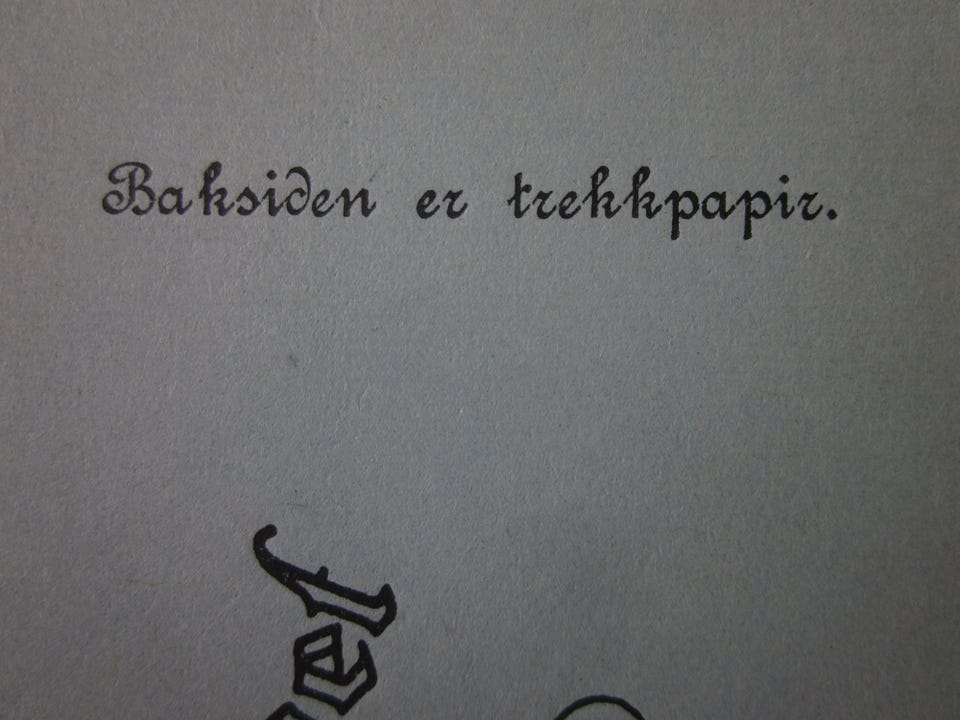 Baksiden er trekkpapir.